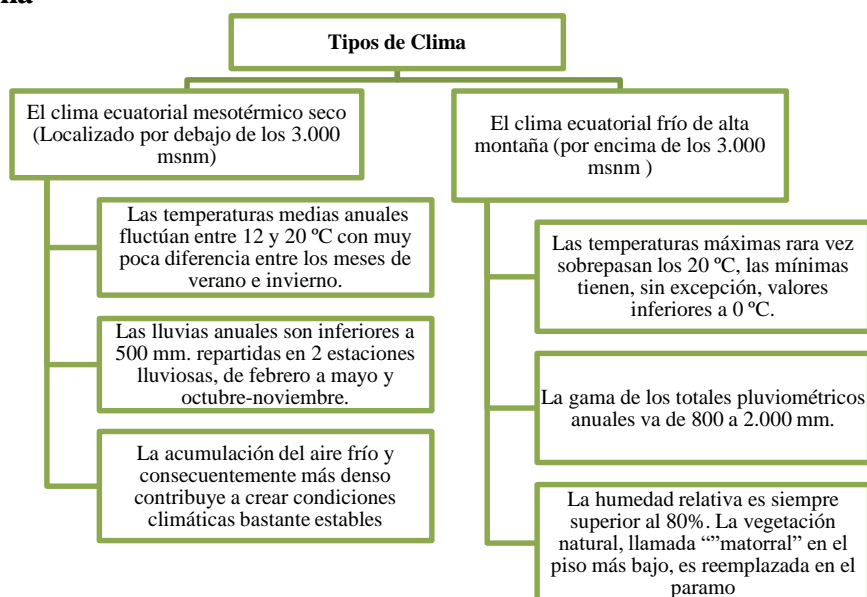 Tipos de Clima
El clima ecuatorial mesotérmico seco
(Localizado por debajo de los 3.000
msnm)
Las temperaturas medias anuales
fluctúan entre 12 y 20 ºC con muy
poca diferencia entre los meses de
verano e invierno.
Las lluvias anuales son inferiores a
500 mm. repartidas en 2 estaciones
lluviosas, de febrero a mayo y
octubre-noviembre.
La acumulación del aire frío y
consecuentemente más denso
contribuye a crear condiciones
climáticas bastante estables
El clima ecuatorial frío de alta
montaña (por encima de los 3.000
msnm )
Las temperaturas máximas rara vez
sobrepasan los 20 ºC, las mínimas
tienen, sin excepción, valores
inferiores a 0 ºC.
La gama de los totales pluviométricos
anuales va de 800 a 2.000 mm.
La humedad relativa es siempre
superior al 80%. La vegetación
natural, llamada “”matorral” en el
piso más bajo, es reemplazada en el
paramo